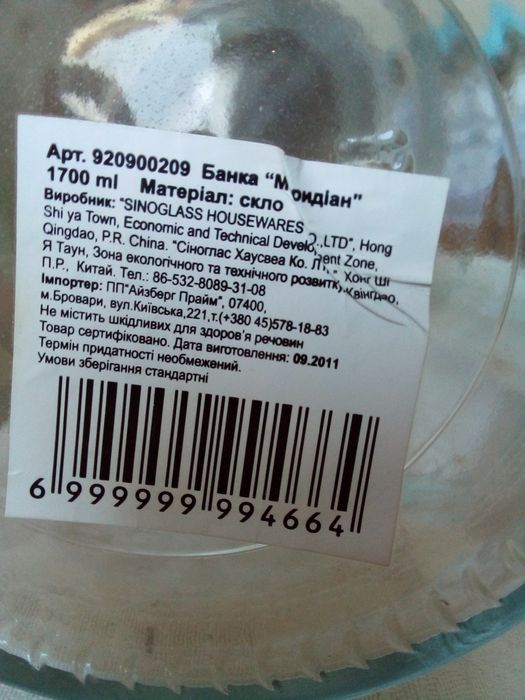 Арт. 920900209 Банка “М ридіан”
1700 ml Матеріал: скло
Виробник: "SINOGLASS HOUSEWARES .,LTD", Hong
Shi ya Town, Economic and Technical Develo ent Zone,
Qingdao, P.R. China. "Сіноглас Хаусвеа Ко. Хонг Ші
Я Таун, Зона екологічного та технічного розвитк, Квінгдао,
П.Р., Китай. Тел.: 86-532-8089-31-08
Імпортер: ПП"Айзберг Прайм", 07400,
м.Бровари, вул.Київська,221,т.(+380 45)578-18-83
Не містить шкідливих для здоров'я речовин
Товар сертифіковано. Дата виготовлення: 09.2011
Термін придатності необмежений.
Умови зберігання стандартні
6 999999 994664